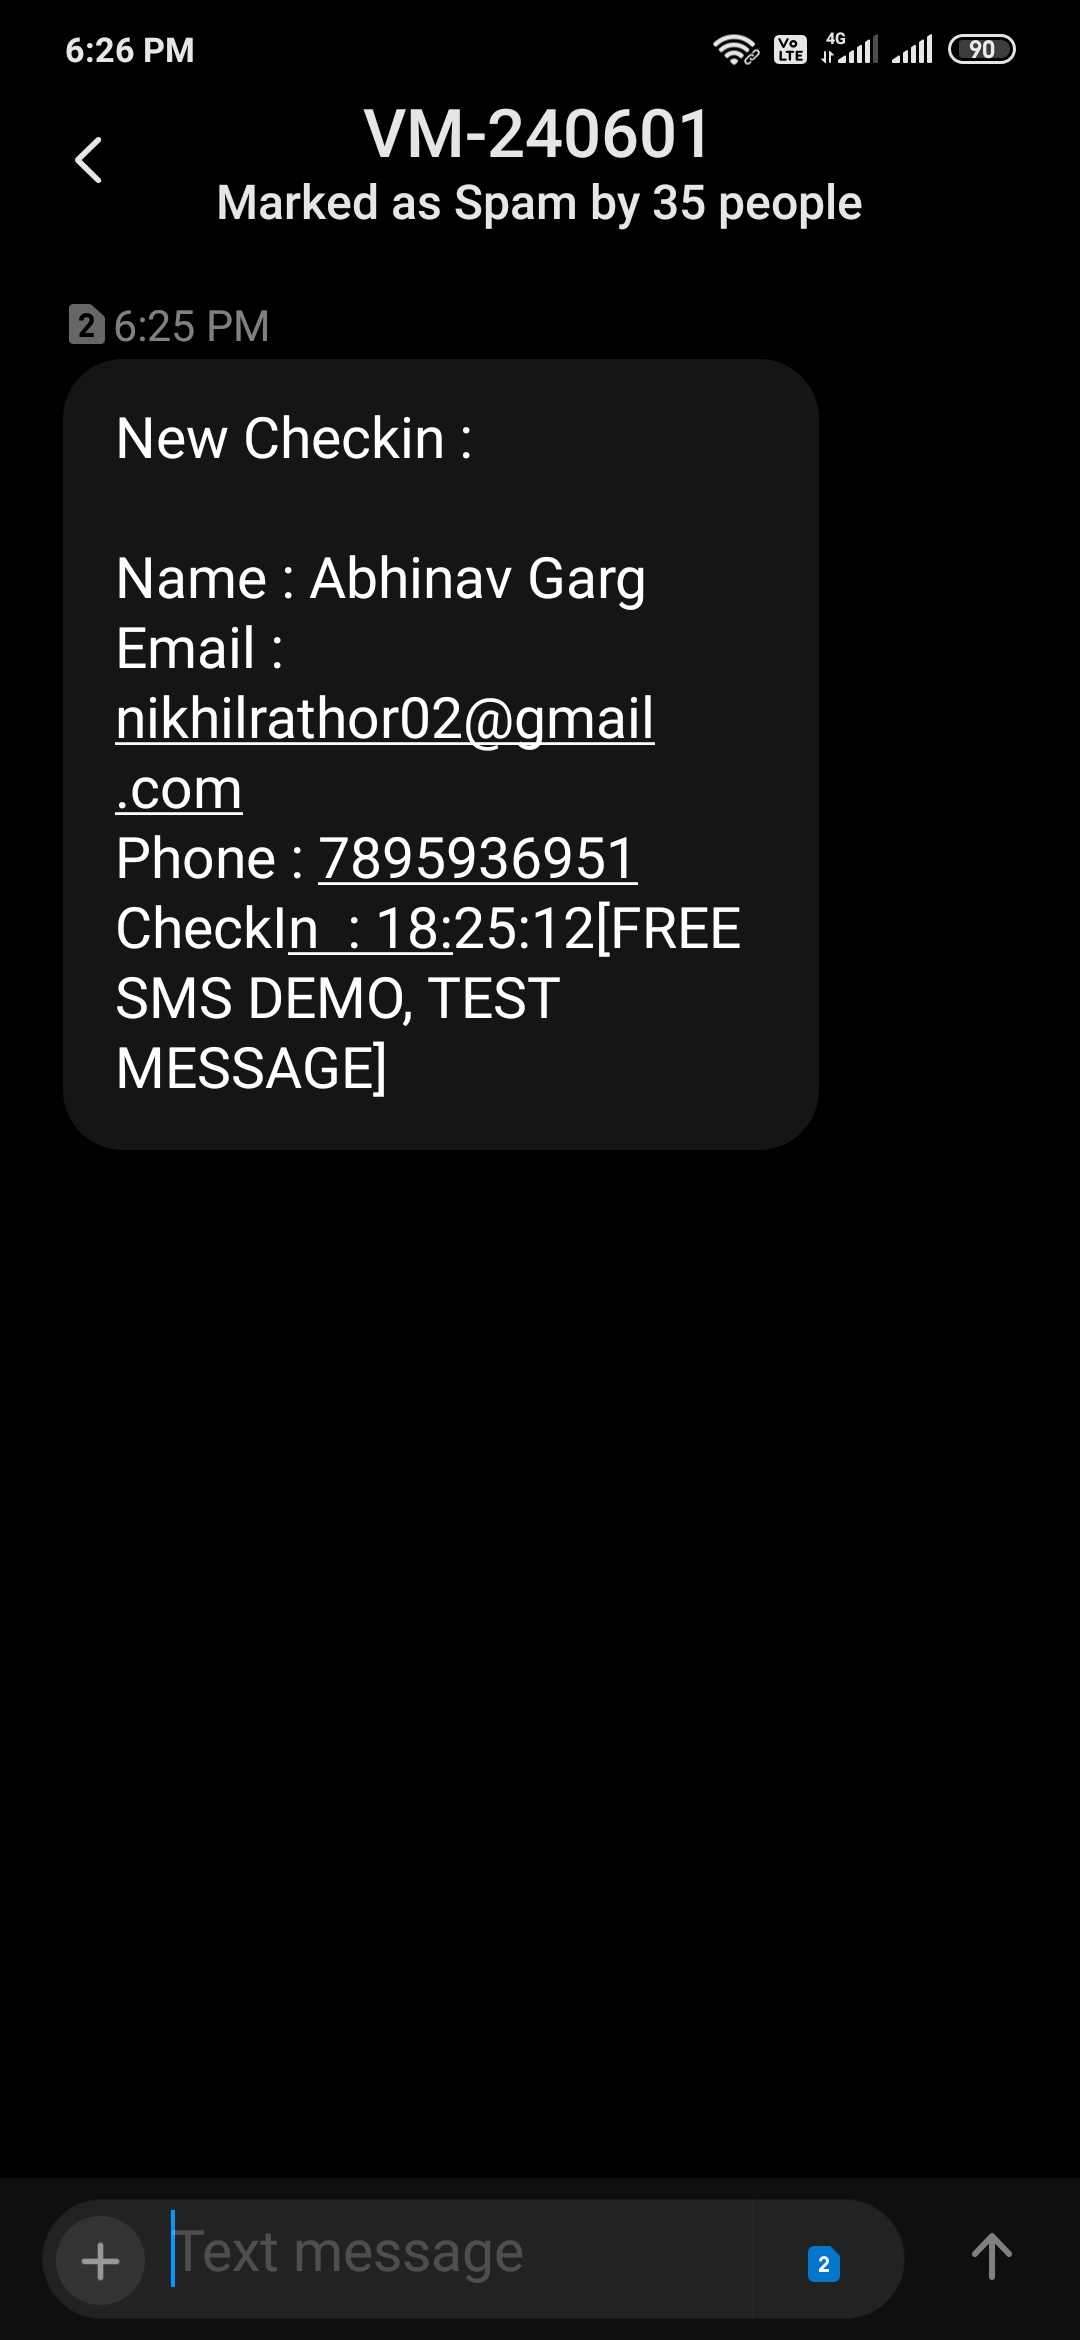 6:26 PM
Vo
LTE
4G
90
VM-240601
Marked as Spam by 35 people
2 6:25 PM
New Checkin :
Name : Abhinav Garg
Email :
nikhilrathor02@gmail
.com
Phone : 7895936951
CheckIn  : 18:25:12[FREE
SMS DEMO, TEST
MESSAGE]
Text message
2